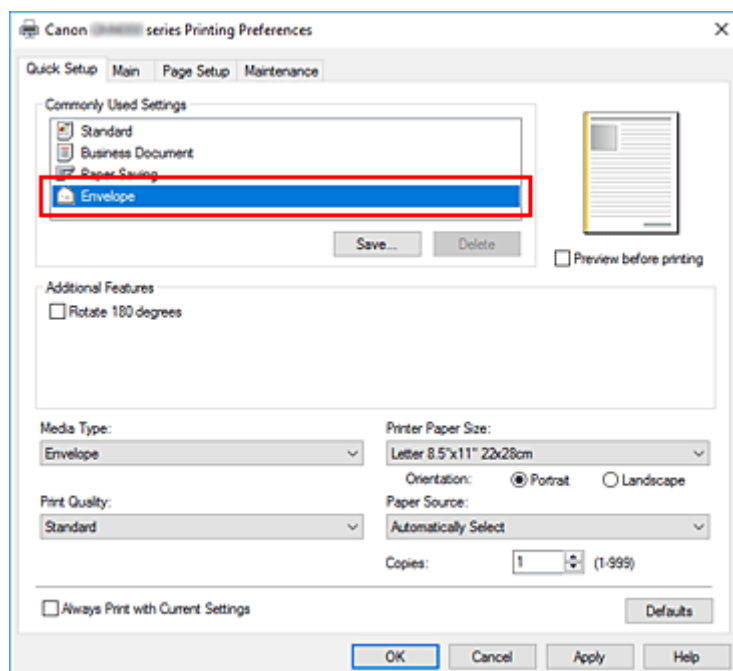 Canon series Printing Preferences
Quick Setup Main Page Setup Maintenance
Commonly Used Settings
Standard
Business Document
Paper Saving
Envelope
Save... Delete
Preview before printing
Additional Features
Rotate 180 degrees
Media Type: Printer Paper Size:
Envelope Letter 8.5"x11" 22x28cm
Orientation: Portrait Landscape
Print Quality: Paper Source:
Standard Automatically Select
Copies: 1 (1-999)
Always Print with Current Settings Defaults
OK Cancel Apply Help